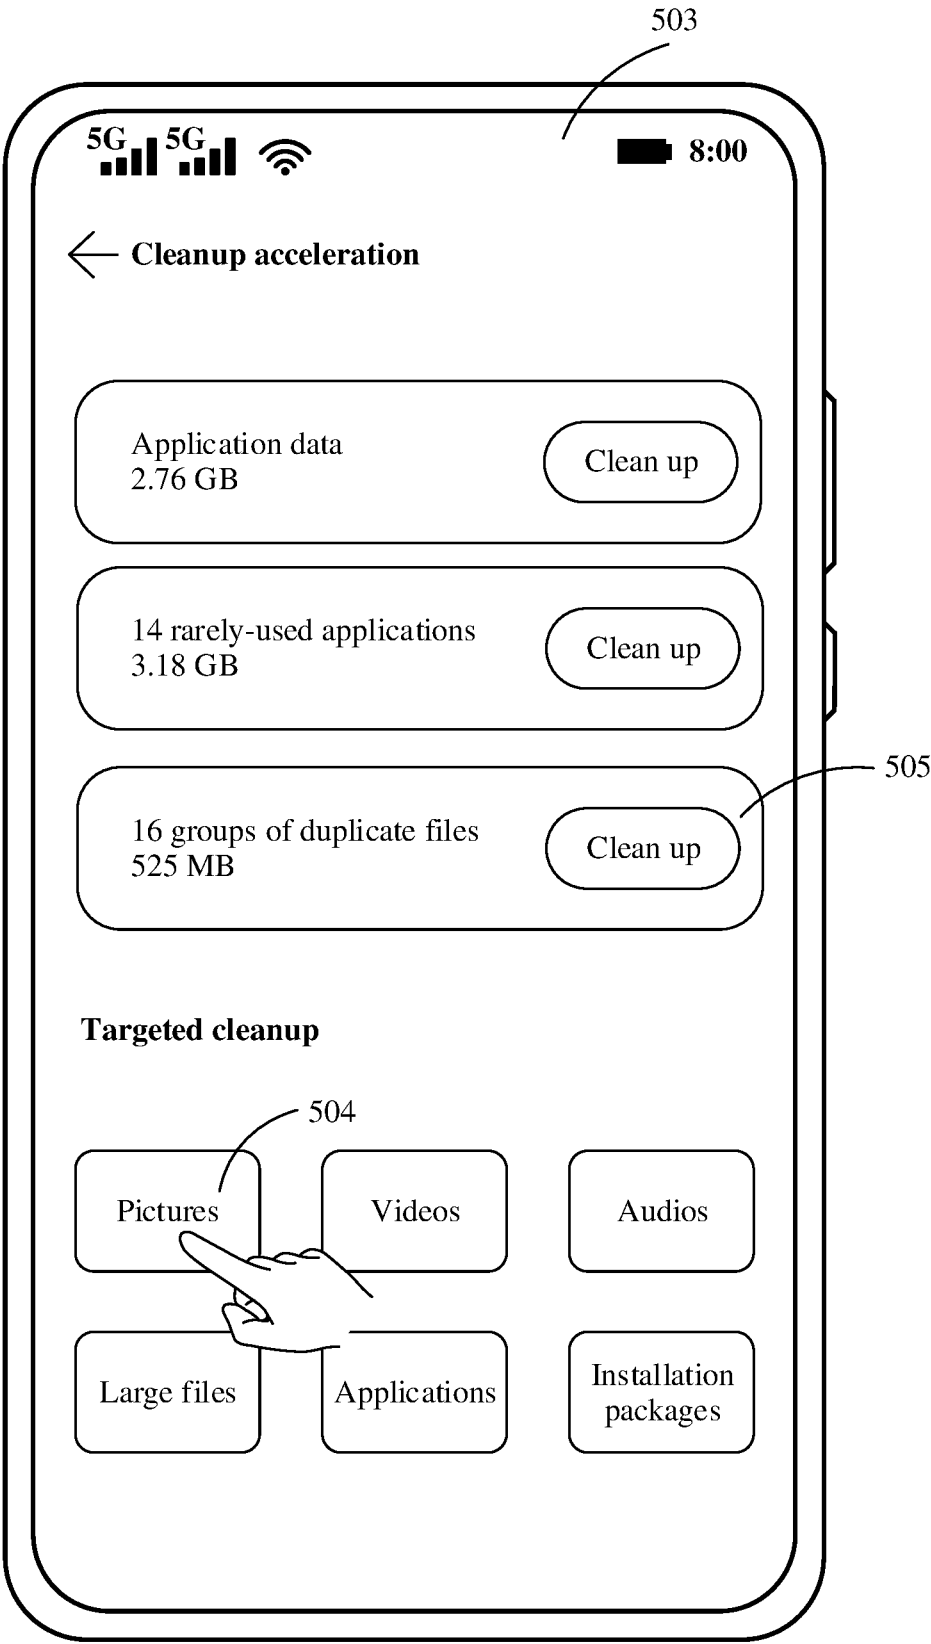 503
5G 5G 8:00
Cleanup acceleration
Application data
2.76 GB
Clean up
14 rarely-used applications
3.18 GB
Clean up
505
16 groups of duplicate files
525 MB
Clean up
Targeted cleanup
504
Pictures
Videos
Audios
Large files
Applications
Installation
packages